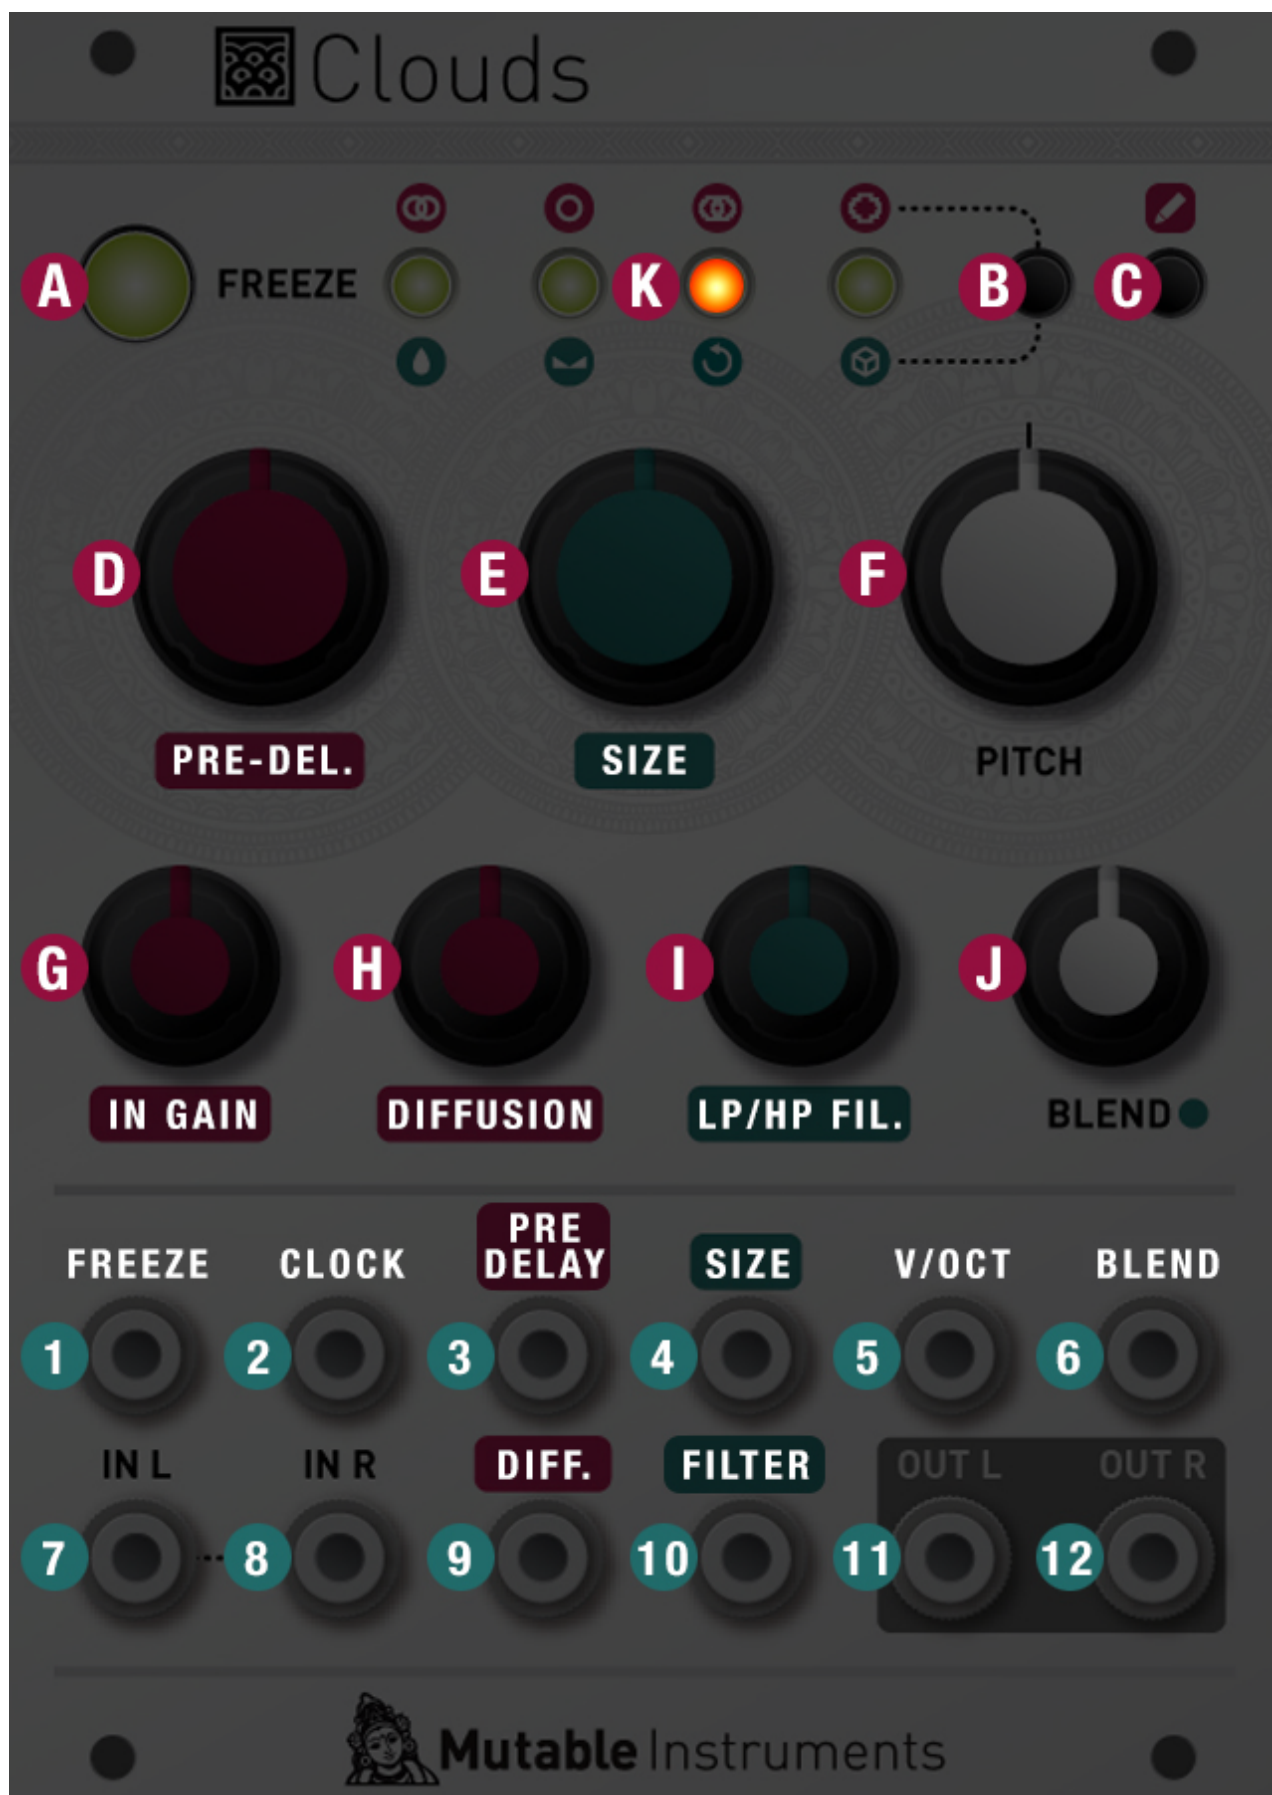 Clouds
A
FREEZE
K
B
C
D
E
F
PRE-DEL.
SIZE
PITCH
G
H
I
J
IN GAIN
DIFFUSION
LP/HP FIL.
BLEND
FREEZE
CLOCK
PRE
DELAY
SIZE
V/OCT
BLEND
1
2
3
4
5
6
IN L
IN R
DIFF.
FILTER
OUT L
OUT R
7
8
9
10
11
12
Mutable Instruments